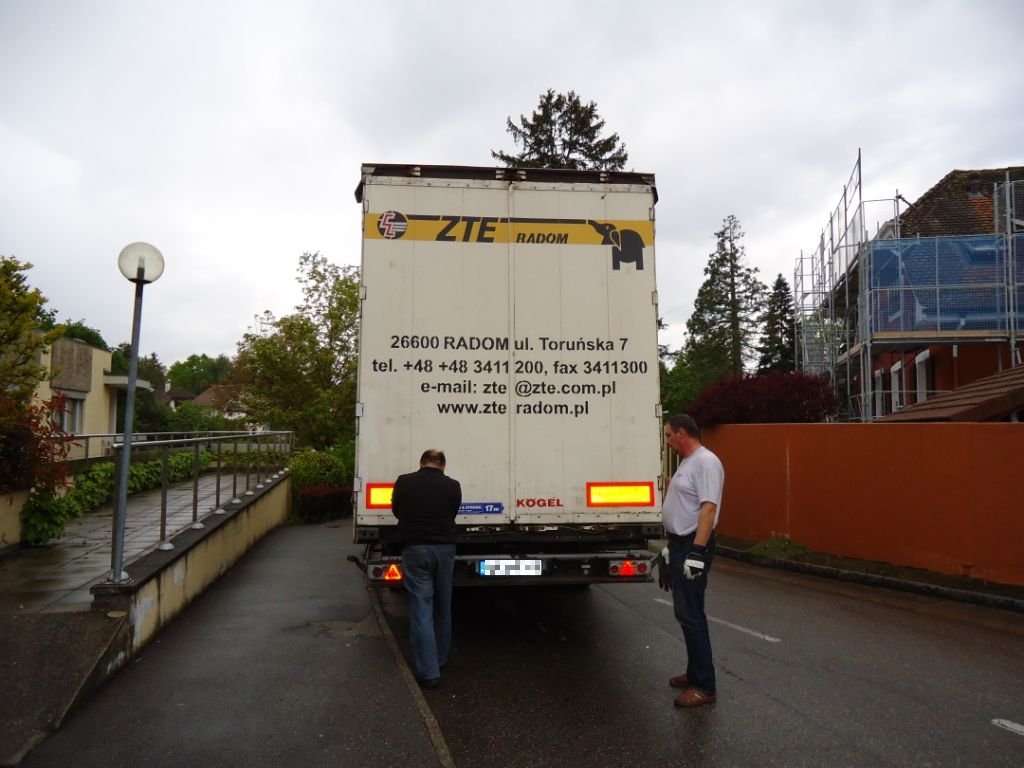 ZTE RADOM
26600 RADOM ul. Toruńska 7
tel. +48 +48 3411 200, fax 3411300
e-mail: zte @zte.com.pl
www.zte radom.pl
17m
KÖGEL